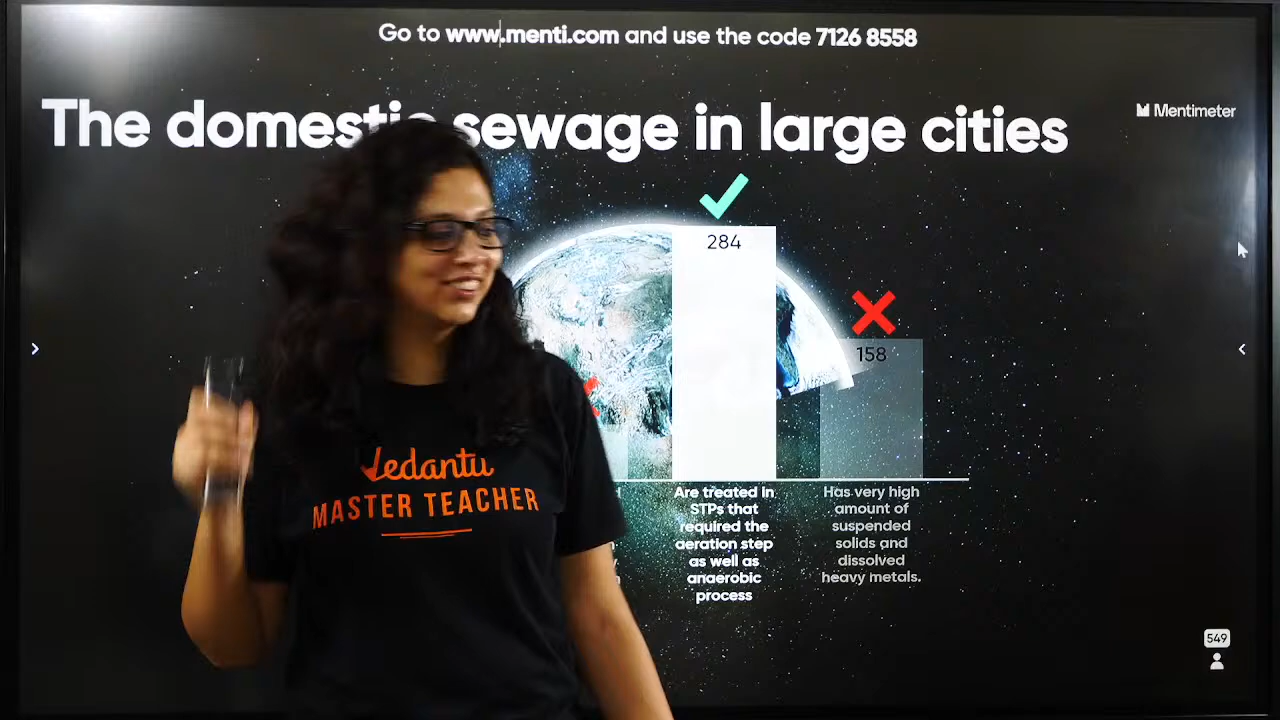 Go to www.menti.com and use the code 7126 8558
The domestic sewage in large cities
Mentimeter
284
158
Vedantu
MASTER TEACHER
Are treated in
STPs that
required the
aeration step
as well as
anaerobic
process
Has very high
amount of
suspended
solids and
dissolved
heavy metals.
549